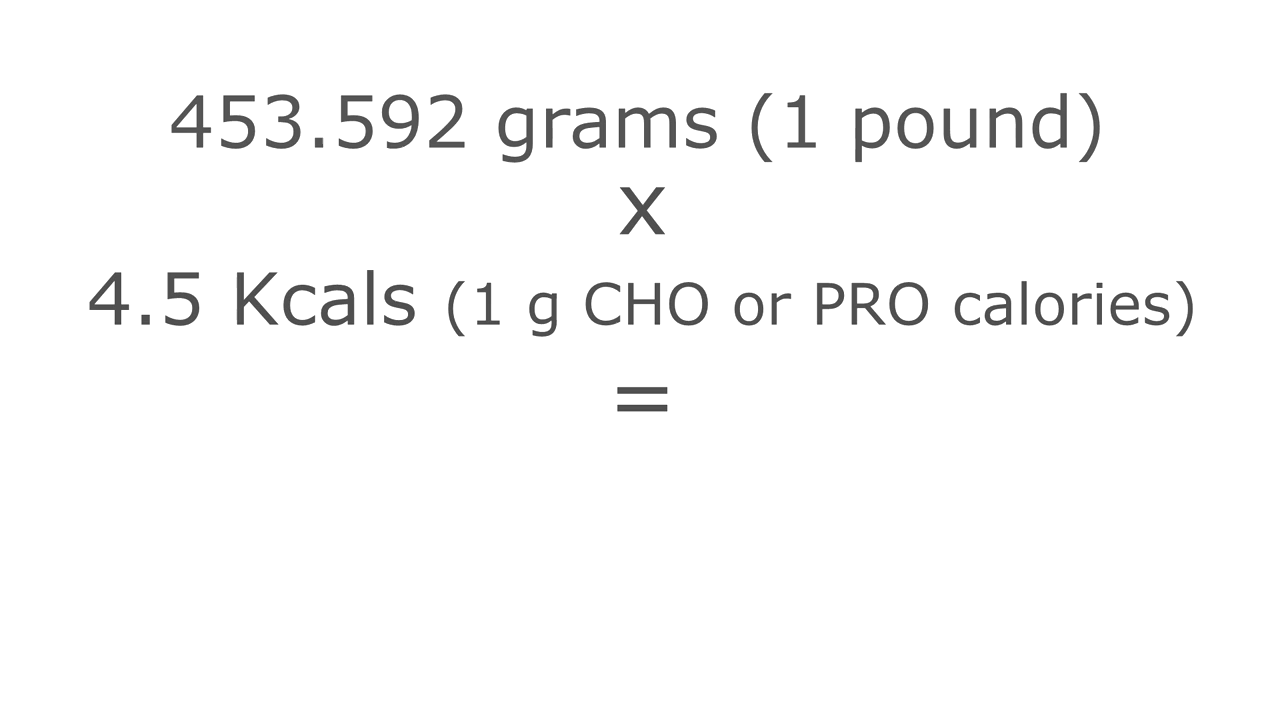 453.592 grams (1 pound)
x
4.5 Kcals (1 g CHO or PRO calories)
=